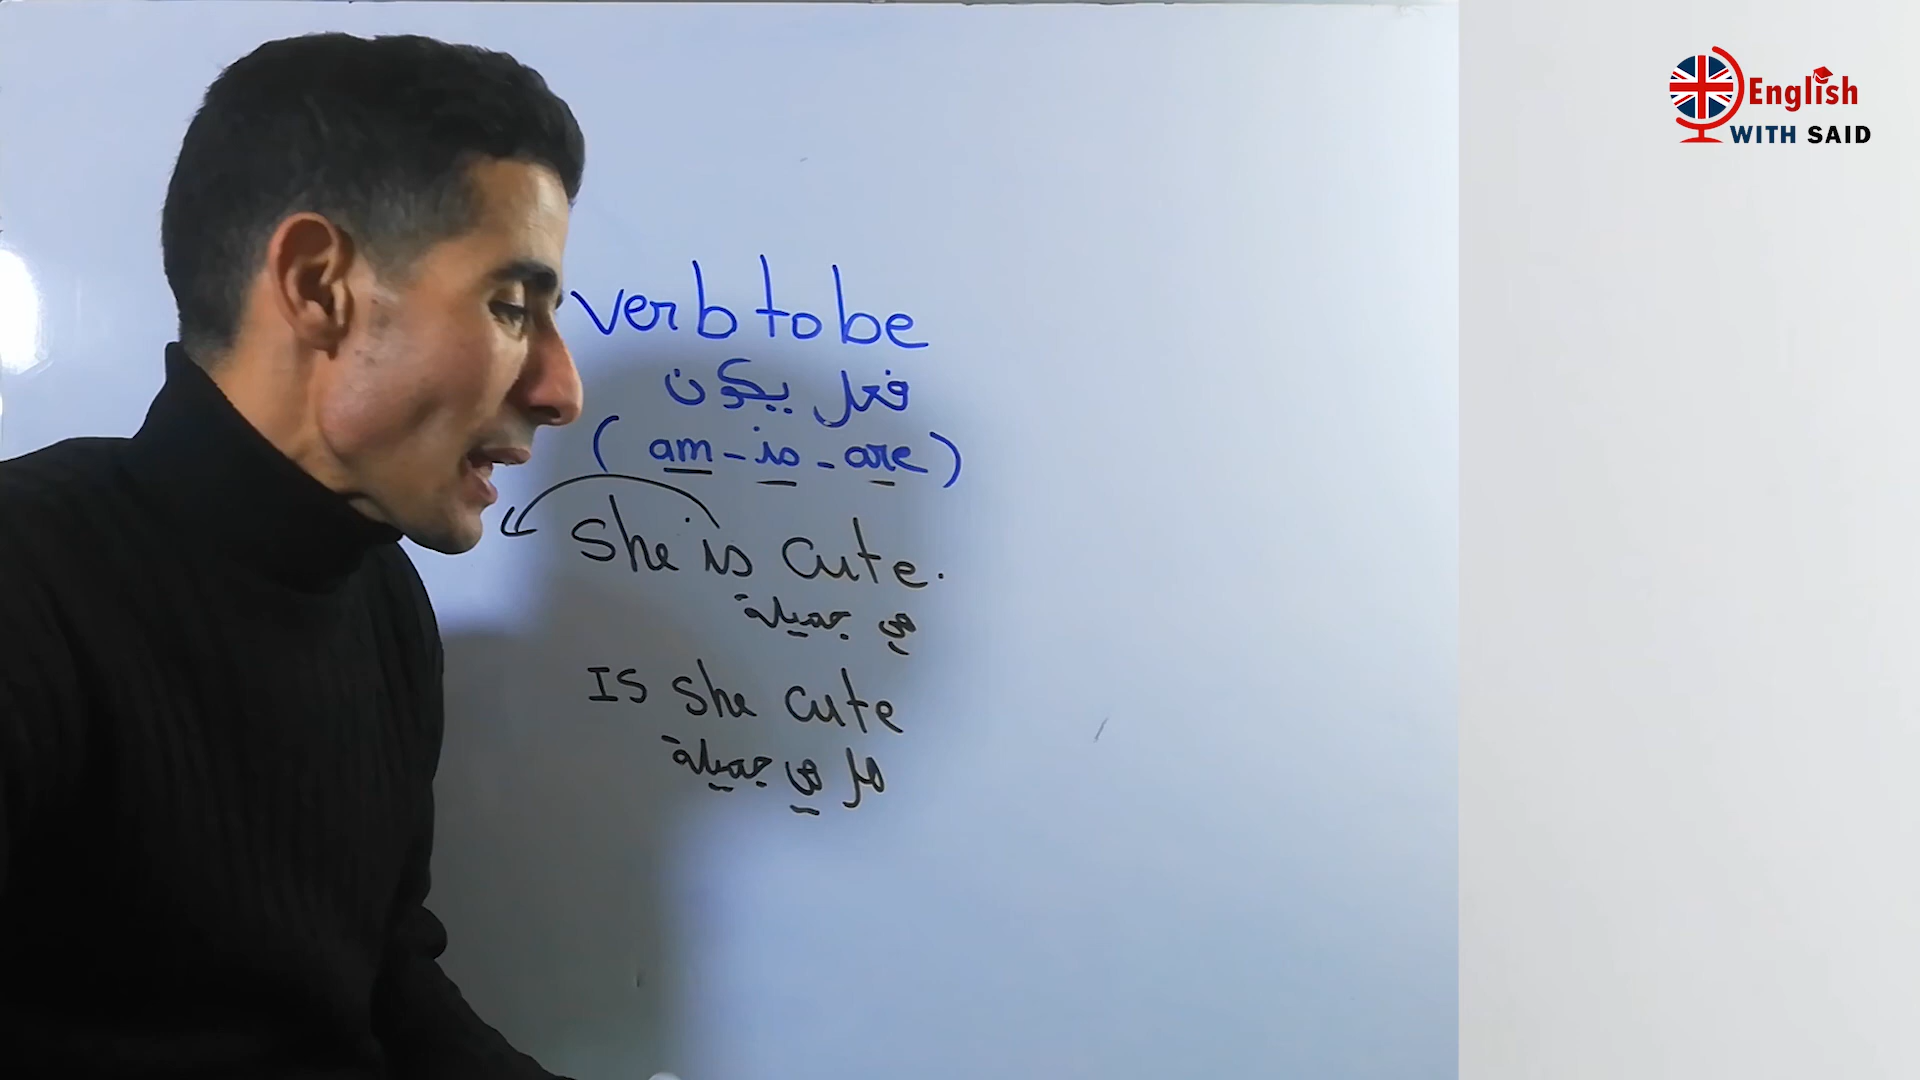 English
WITH SAID
verb to be
فعل يكون
( am - is - are )
She is cute.
هي جميلة
Is she cute
هل هي جميلة